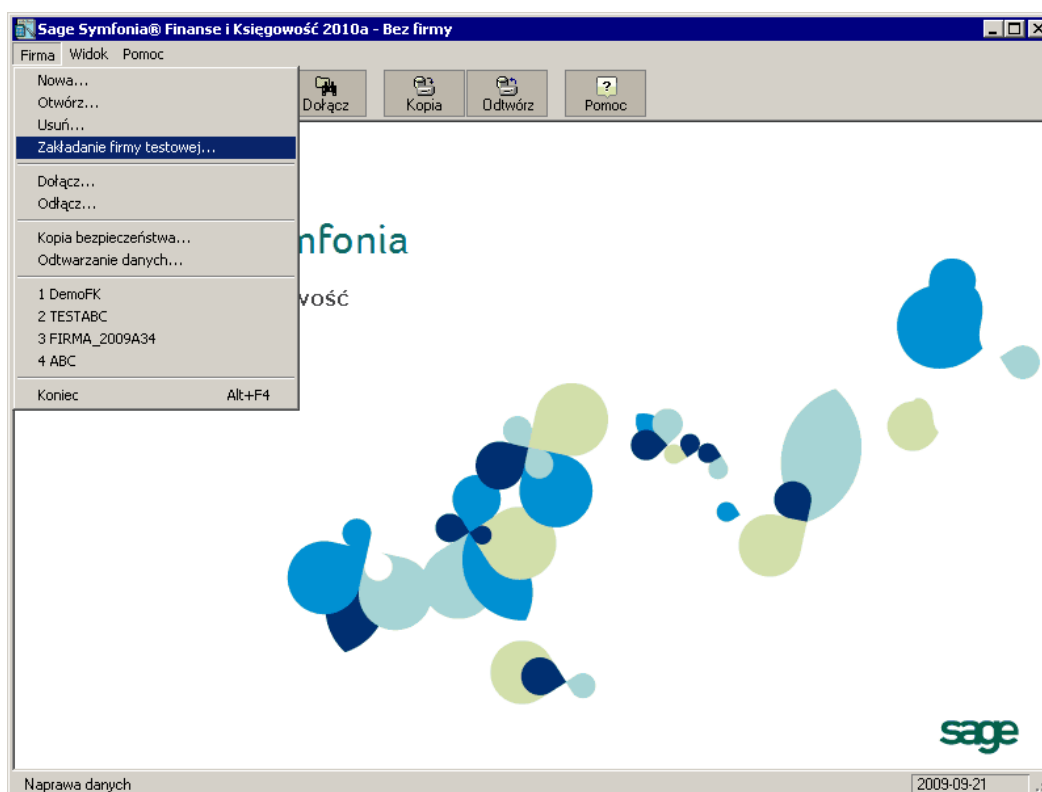 Sage Symfonia® Finanse i Księgowość 2010a - Bez firmy
Firma Widok Pomoc
Nowa...
Otwórz...
Usuń...
Zakładanie firmy testowej...
Dołącz...
Odłącz...
Kopia bezpieczeństwa...
Odtwarzanie danych...
1 DemoFK
2 TESTABC
3 FIRMA_2009A34
4 ABC
Koniec Alt+F4
Dołącz Kopia Odtwórz Pomoc
mfonia
wość
sage
Naprawa danych 2009-09-21